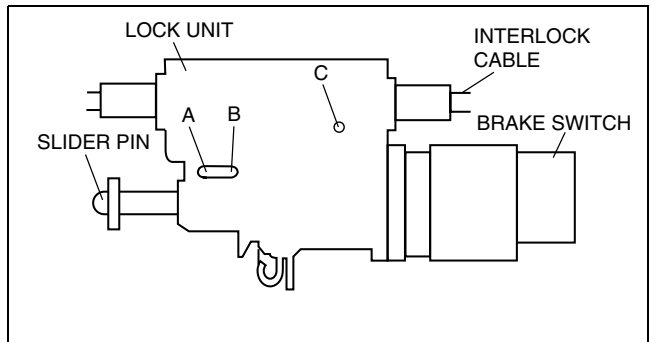 LOCK UNIT
INTERLOCK
CABLE
C
A B
BRAKE SWITCH
SLIDER PIN